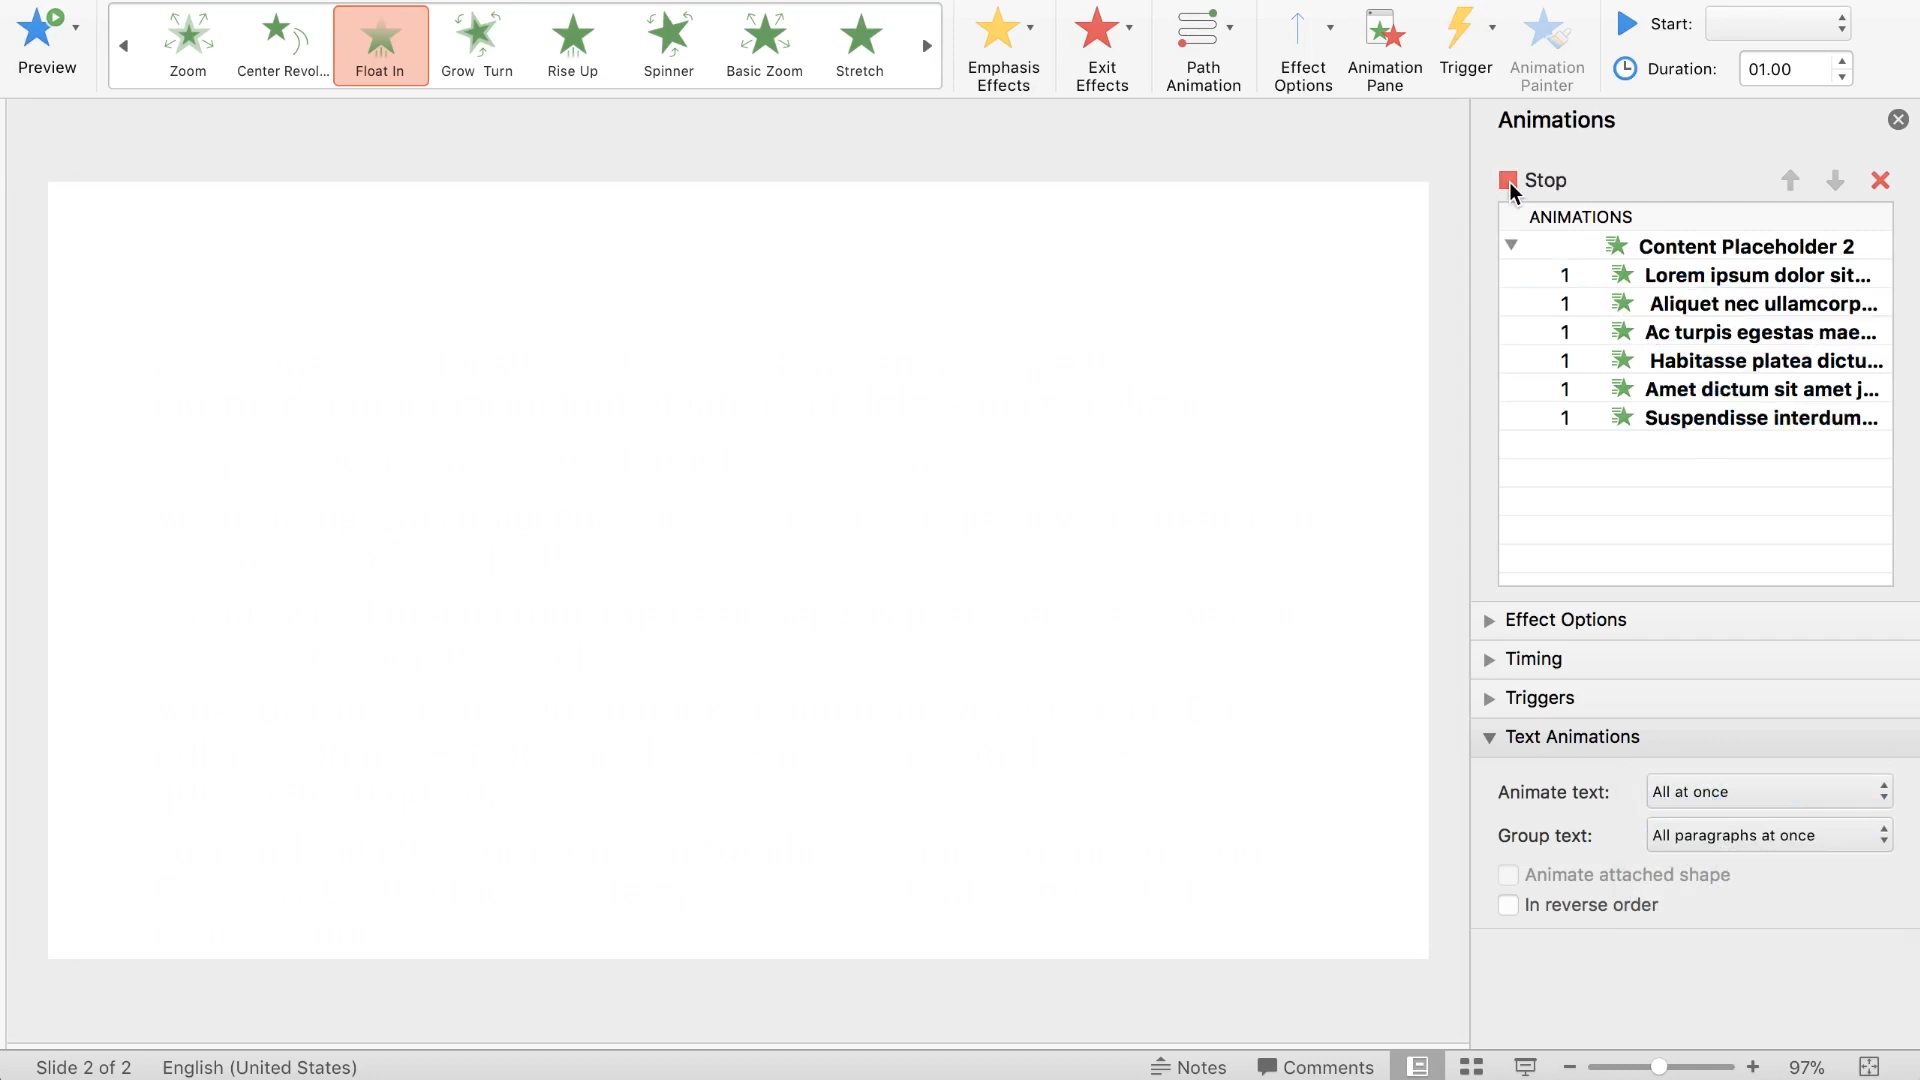 Preview
Zoom
Center Revol...
Float In
Grow Turn
Rise Up
Spinner
Basic Zoom
Stretch
Emphasis
Effects
Exit
Effects
Path
Animation
Effect
Options
Animation
Pane
Trigger
Animation
Painter
Start:
Duration: 01.00
Animations
Stop
ANIMATIONS
Content Placeholder 2
1 Lorem ipsum dolor sit...
1 Aliquet nec ullamcorp...
1 Ac turpis egestas mae...
1 Habitasse platea dictu...
1 Amet dictum sit amet j...
1 Suspendisse interdum...
Effect Options
Timing
Triggers
Text Animations
Animate text: All at once
Group text: All paragraphs at once
Animate attached shape
In reverse order
Slide 2 of 2
English (United States)
Notes
Comments
97%